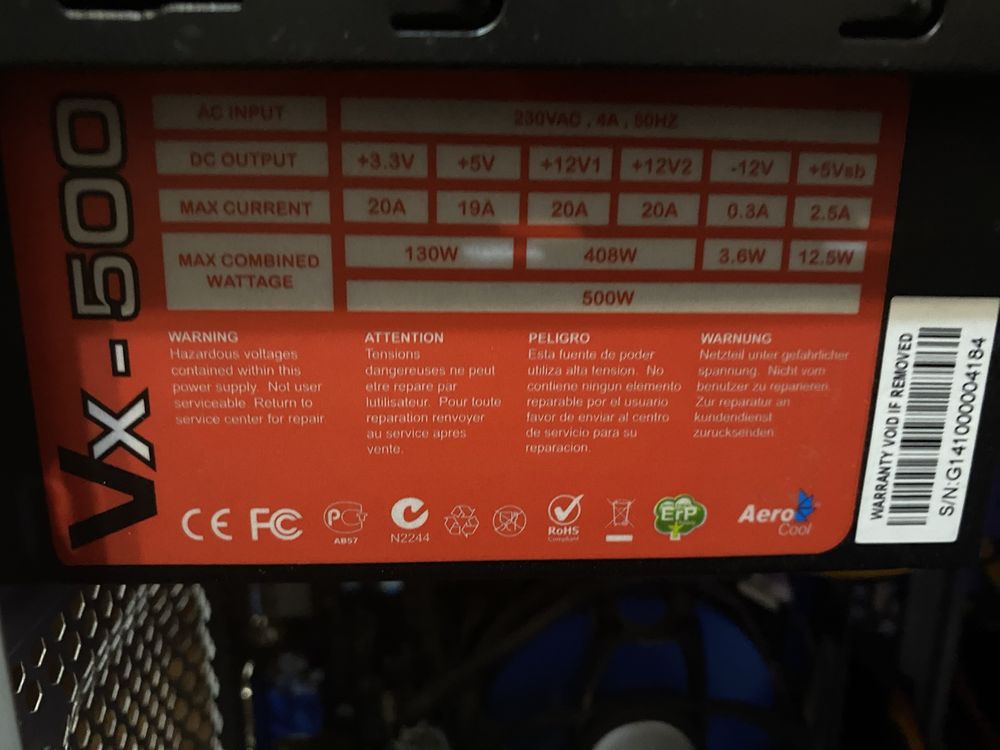 Vx-500
AC INPUT 230VAC , 4A , 50HZ
DC OUTPUT +3.3V +5V +12V1 +12V2 -12V +5Vsb
MAX CURRENT 20A 19A 20A 20A 0.3A 2.5A
MAX COMBINED WATTAGE 130W 408W 3.6W 12.5W
500W
WARNING
Hazardous voltages
contained within this
power supply. Not user
serviceable. Return to
service center for repair
ATTENTION
Tensions
dangereuses ne peut
etre repare par
lutilisateur. Pour toute
reparation renvoyer
au service apres
vente.
PELIGRO
Esta fuente de poder
utiliza alta tension. No
contiene ningun elemento
reparable por el usuario
favor de enviar al centro
de servicio para su
reparacion.
WARNUNG
Netzteil unter gefahrlicher
spannung. Nicht vom
benutzer zu reparieren.
Zur reparatur an
kundendienst
zurucksenden.
CE FC PCT
AB57
N2244
RoHS
Compliant
ErP
Aero
Cool
WARRANTY VOID IF REMOVED
S/N:G141000004184